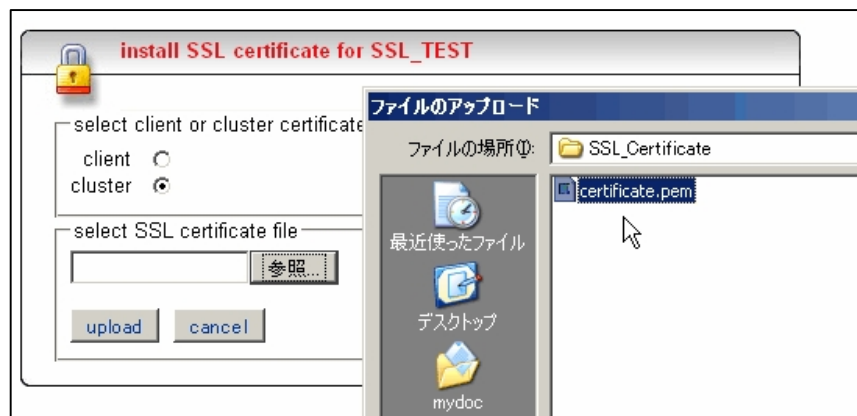 install SSL certificate for SSL_TEST
select client or cluster certificate
client
cluster
select SSL certificate file
参照...
upload
cancel
ファイルのアップロード
ファイルの場所(I):
SSL_Certificate
certificate.pem
最近使ったファイル
デスクトップ
mydoc